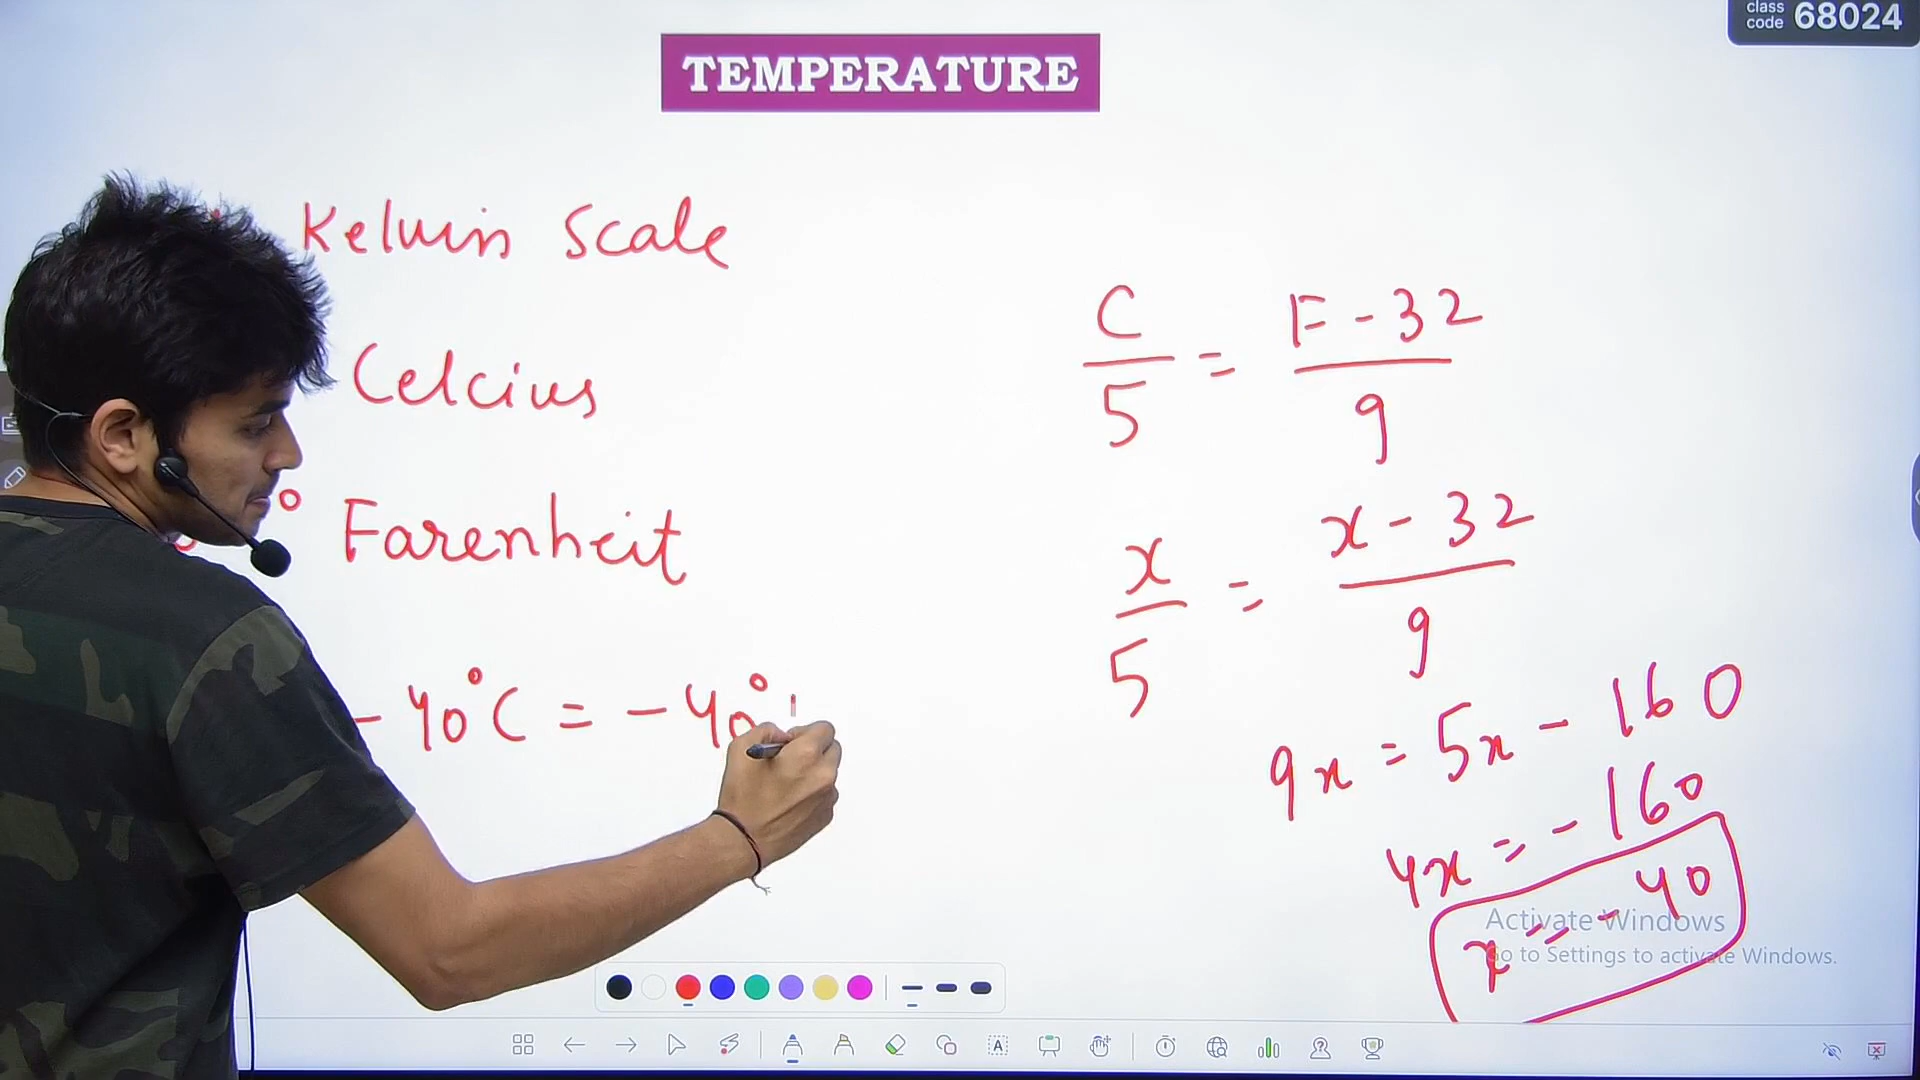 class code 68024
TEMPERATURE
Kelvin Scale
Celcius
° Farenheit
- 40°C = - 40°
C/5 = F - 32/9
x/5 = x - 32/9
9x = 5x - 160
4x = - 160
x = - 40
Activate Windows
Go to Settings to activate Windows.